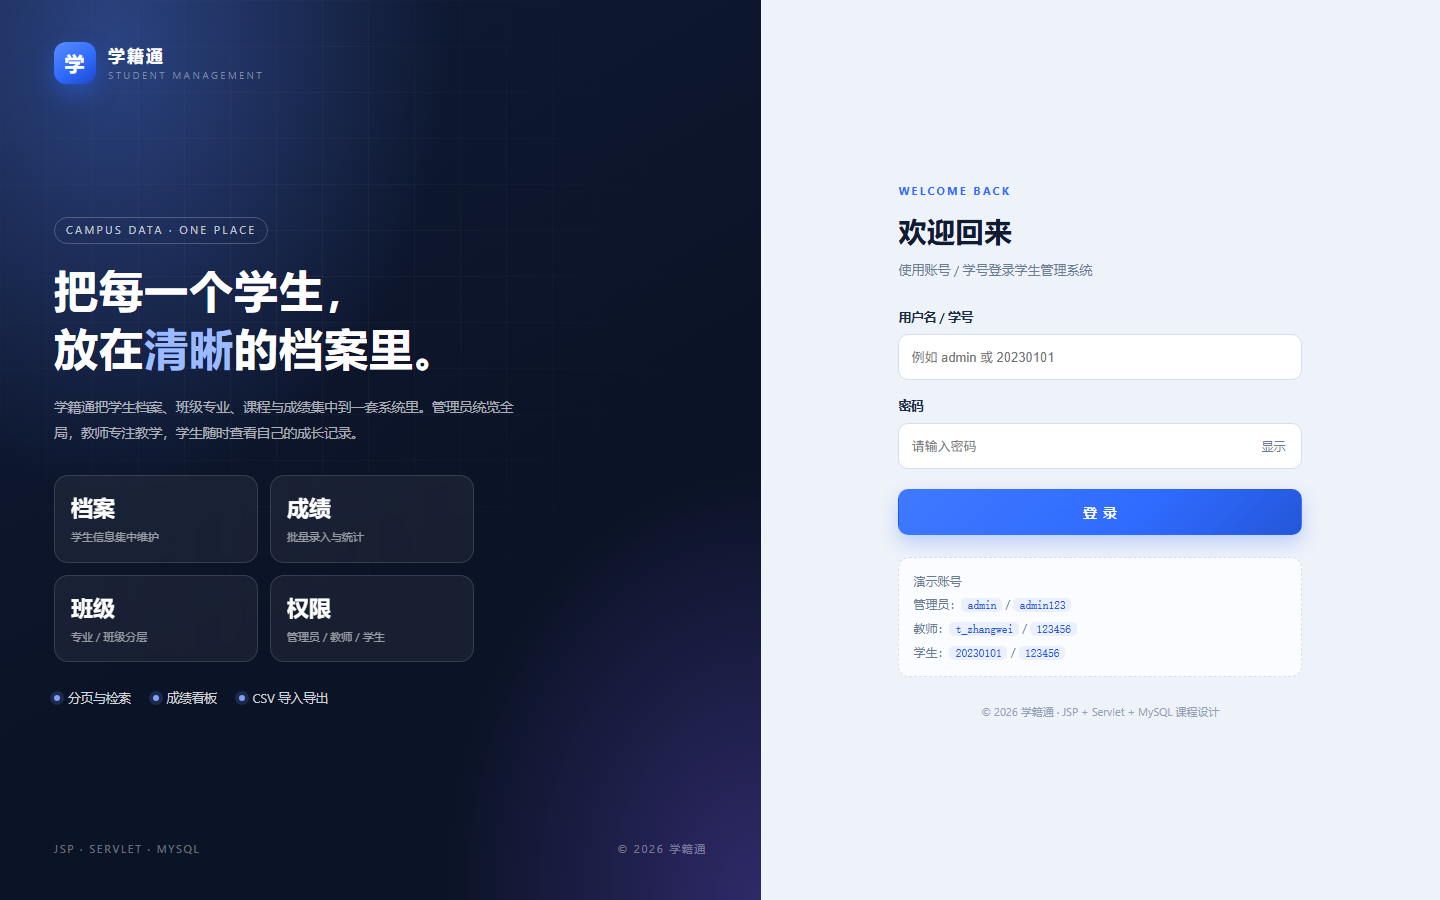 学
学籍通
STUDENT MANAGEMENT
CAMPUS DATA · ONE PLACE
把每一个学生，
放在清晰的档案里。
学籍通把学生档案、班级专业、课程与成绩集中到一套系统里。管理员统览全
局，教师专注教学，学生随时查看自己的成长记录。
档案
学生信息集中维护
成绩
批量录入与统计
班级
专业 / 班级分层
权限
管理员 / 教师 / 学生
分页与检索
成绩看板
CSV 导入导出
JSP · SERVLET · MYSQL
© 2026 学籍通
WELCOME BACK
欢迎回来
使用账号 / 学号登录学生管理系统
用户名 / 学号
例如 admin 或 20230101
密码
请输入密码
显示
登 录
演示账号
管理员: admin / admin123
教师: t_zhangwei / 123456
学生: 20230101 / 123456
© 2026 学籍通 · JSP + Servlet + MySQL 课程设计